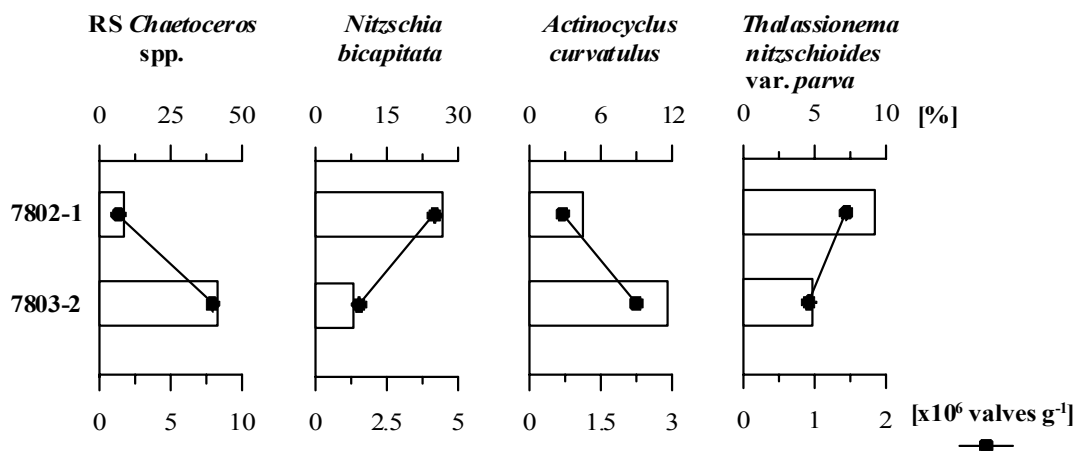 RS Chaetoceros spp.
Nitzschia bicapitata
Actinocyclus curvatulus
Thalassionema nitzschioides var. parva
0 25 50
0 15 30
0 6 12
0 5 10 [%]
7802-1
7803-2
0 5 10
0 2.5 5
0 1.5 3
0 1 2
[x10⁶ valves g⁻¹]